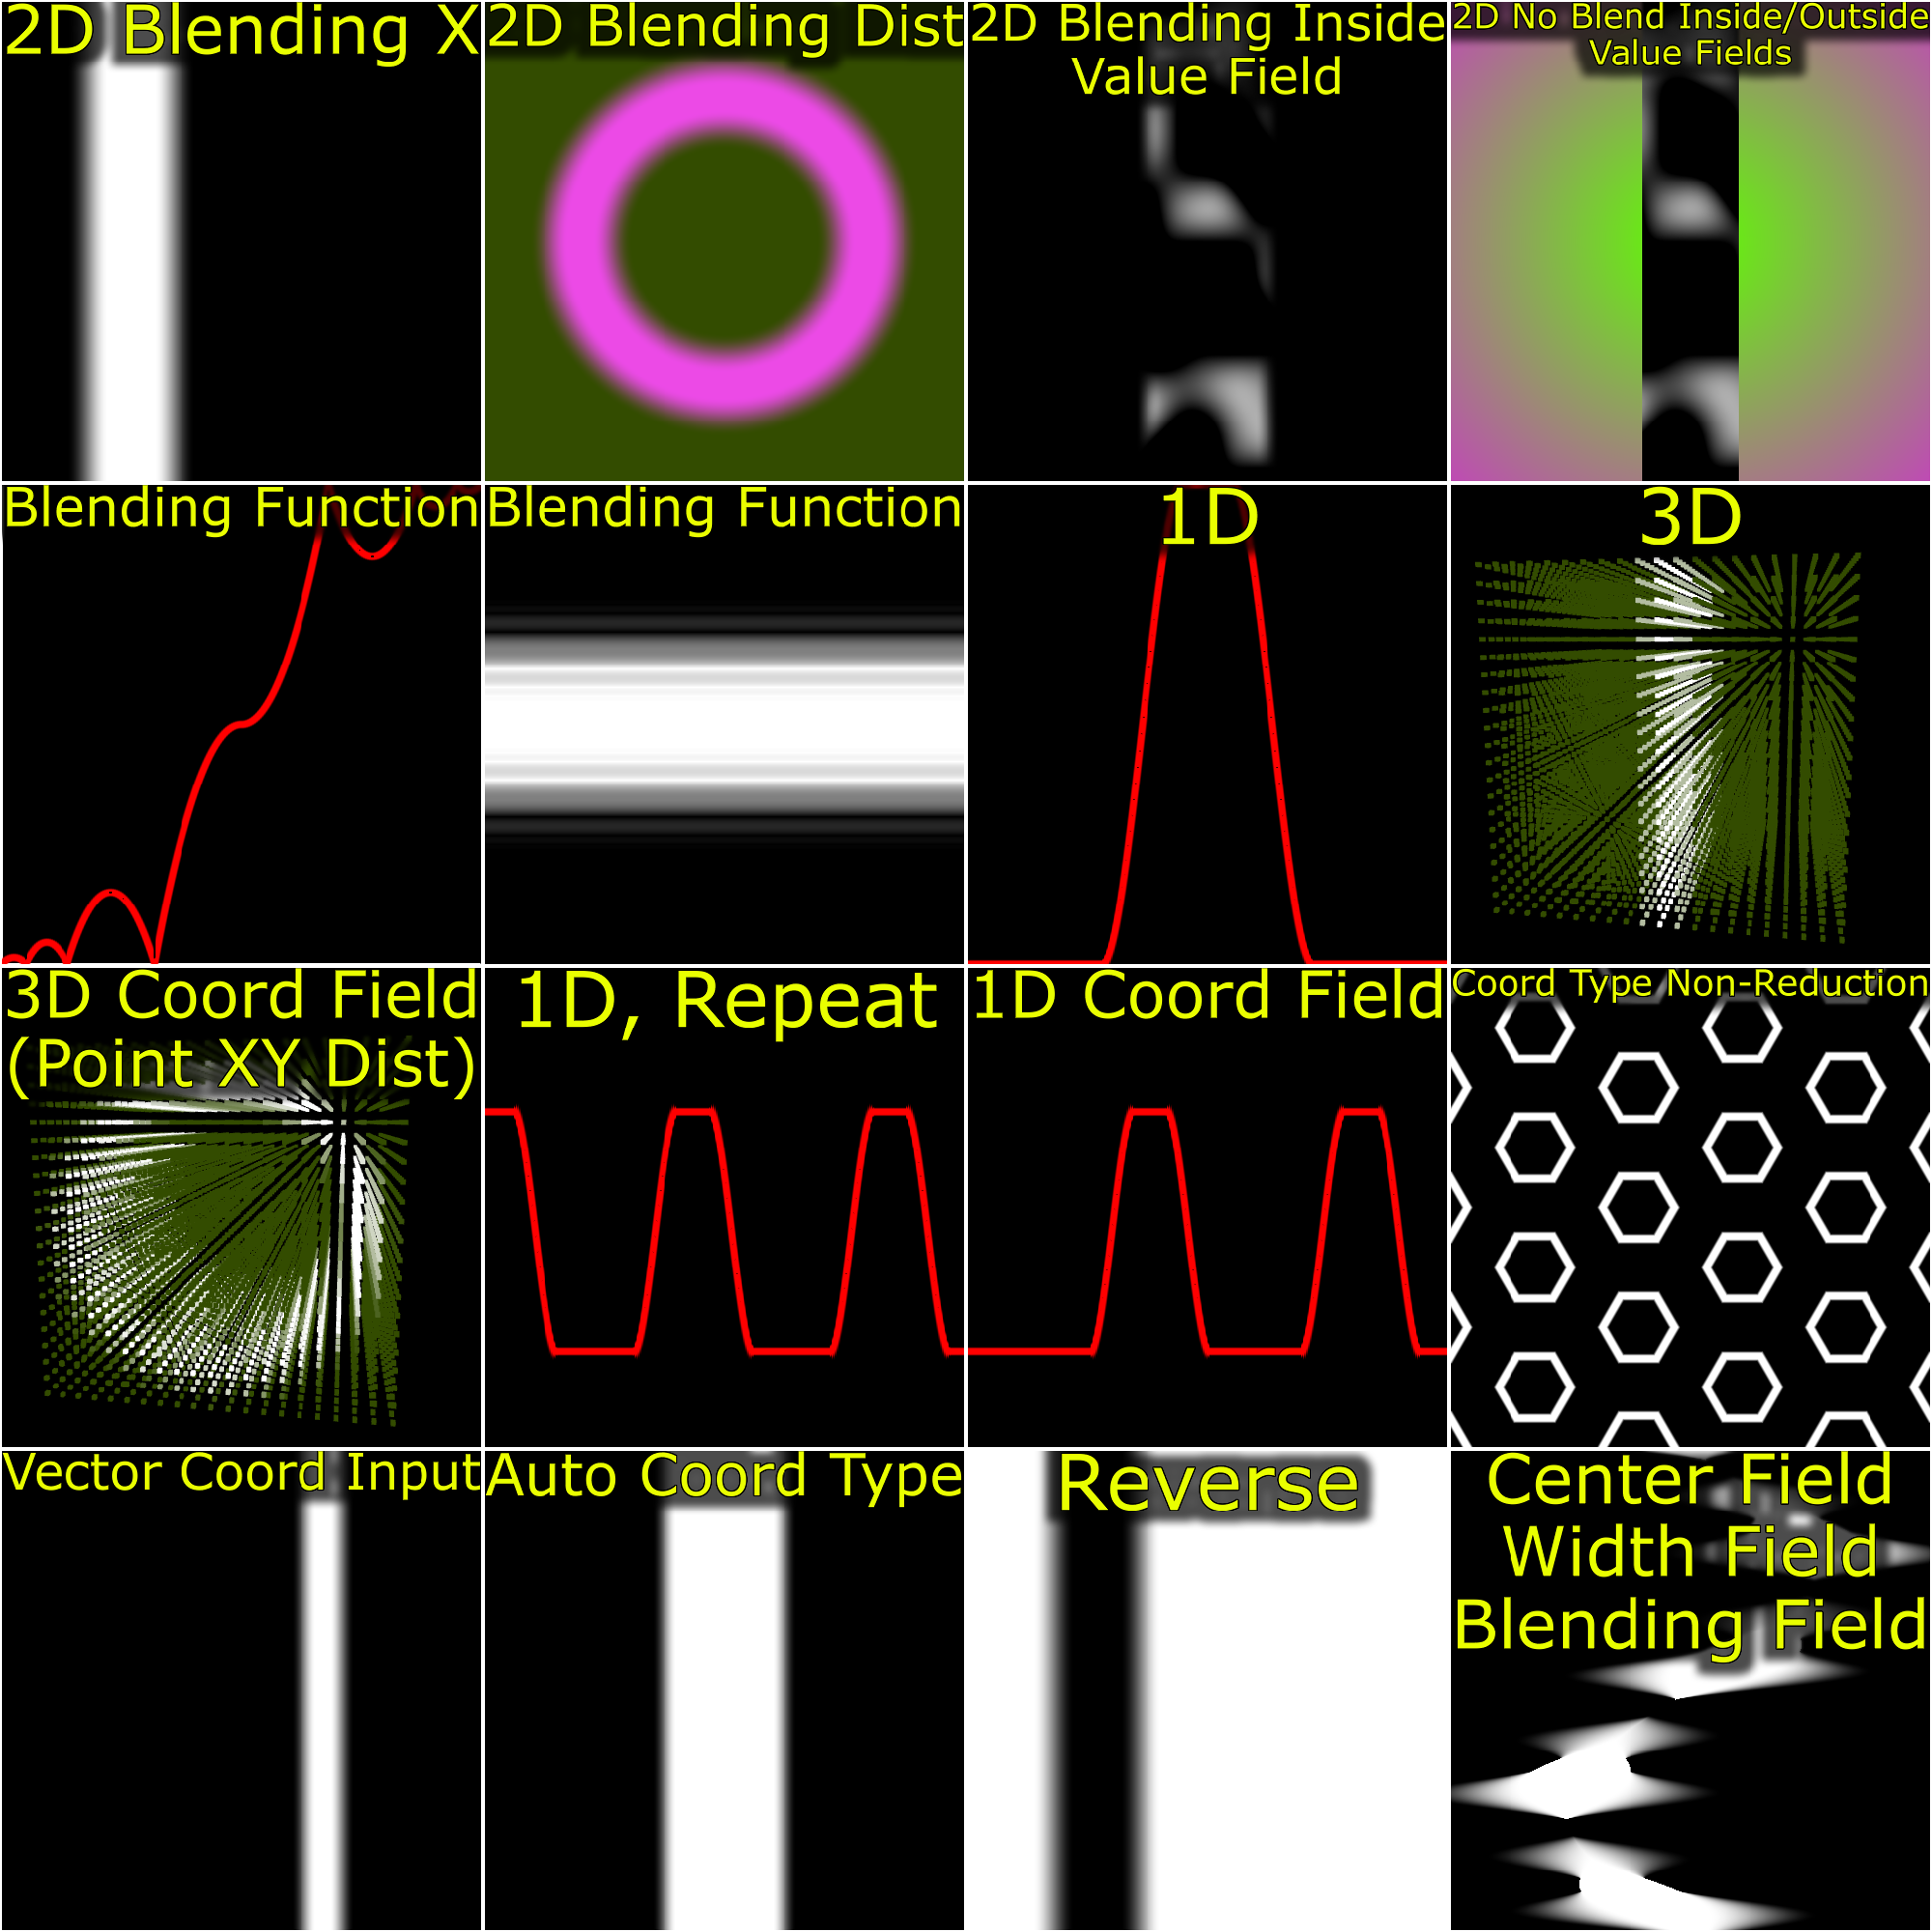 2D Blending X
2D Blending Dist
2D Blending Inside
Value Field
2D No Blend Inside/Outside
Value Fields
Blending Function
Blending Function
1D
3D
3D Coord Field
(Point XY Dist)
1D, Repeat
1D Coord Field
Coord Type Non-Reduction
Vector Coord Input
Auto Coord Type
Reverse
Center Field
Width Field
Blending Field